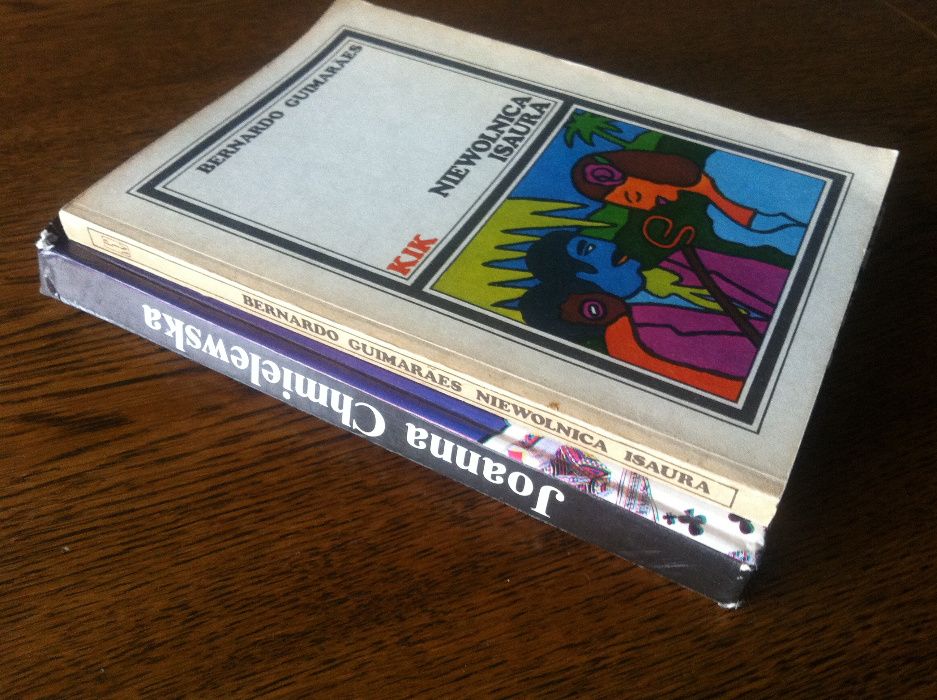 BERNARDO GUIMARAES
NIEWOLNICA
ISAURA
KIK
BERNARDO GUIMARAES NIEWOLNICA ISAURA
Joanna Chmielewska